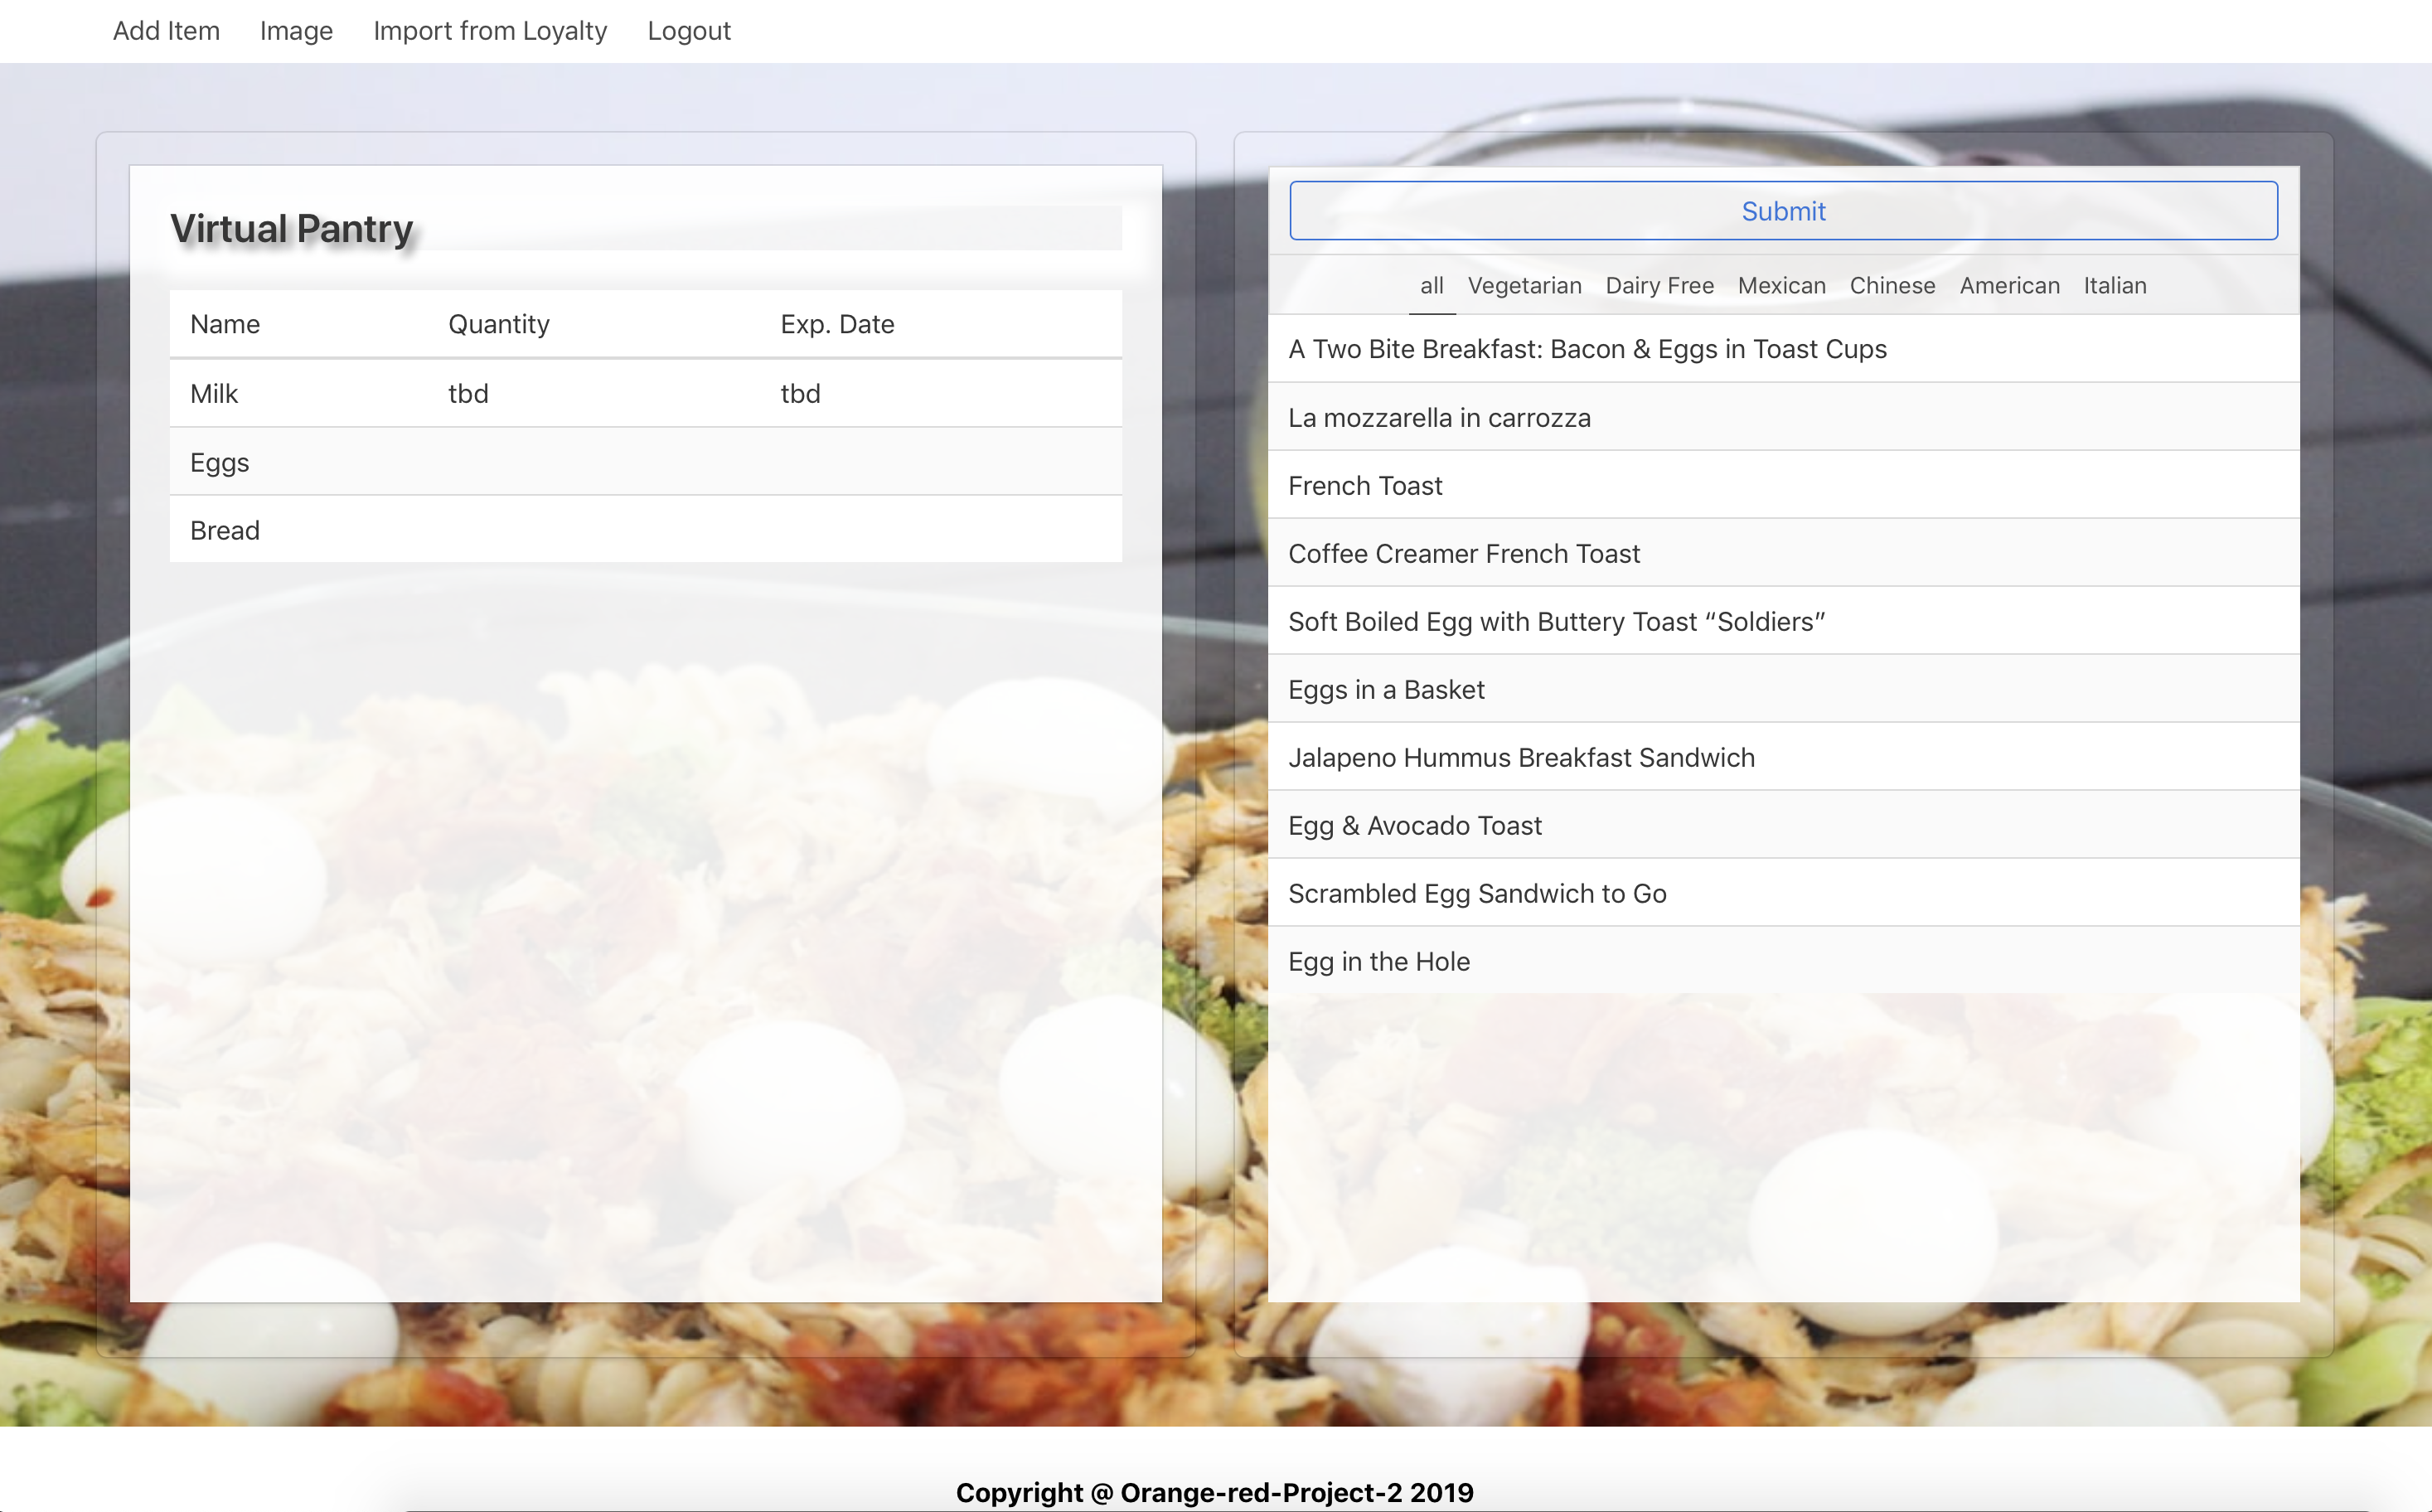 Add Item Image Import from Loyalty Logout
Virtual Pantry
Name Quantity Exp. Date
Milk tbd tbd
Eggs
Bread
Submit
all Vegetarian Dairy Free Mexican Chinese American Italian
A Two Bite Breakfast: Bacon & Eggs in Toast Cups
La mozzarella in carrozza
French Toast
Coffee Creamer French Toast
Soft Boiled Egg with Buttery Toast “Soldiers”
Eggs in a Basket
Jalapeno Hummus Breakfast Sandwich
Egg & Avocado Toast
Scrambled Egg Sandwich to Go
Egg in the Hole
Copyright @ Orange-red-Project-2 2019